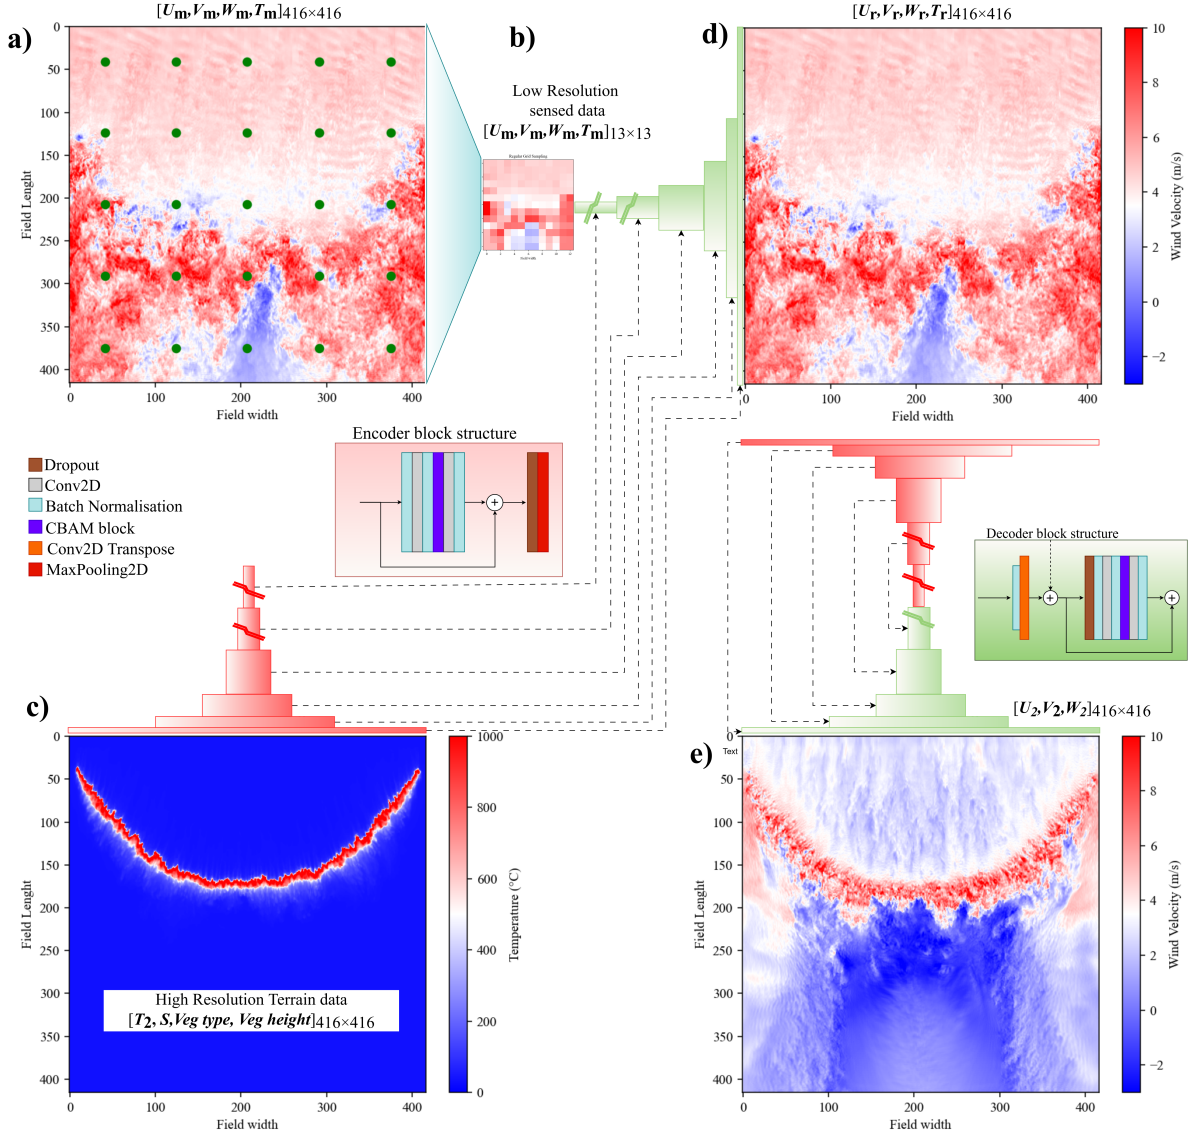 [Um,Vm,Wm,Tm]416×416
a)
0
50
100
150
200
250
300
350
400
Field Lenght
0 100 200 300 400
Field width
b)
Low Resolution
sensed data
[Um,Vm,Wm,Tm]13×13
Regular Grid Sampling
Field width
[Ur,Vr,Wr,Tr]416×416
d)
0 100 200 300 400
Field width
10
8
6
4
2
0
−2
Wind Velocity (m/s)
Dropout
Conv2D
Batch Normalisation
CBAM block
Conv2D Transpose
MaxPooling2D
Encoder block structure
+
Decoder block structure
+ +
c)
0
50
100
150
200
250
300
350
400
Field Lenght
High Resolution Terrain data
[T2, S,Veg type, Veg height]416×416
0 100 200 300 400
Field width
1000
800
600
400
200
0
Temperature (°C)
[U2,V2,W2]416×416
e)
Text
0
50
100
150
200
250
300
350
400
Field Lenght
0 100 200 300 400
Field width
10
8
6
4
2
0
−2
Wind Velocity (m/s)